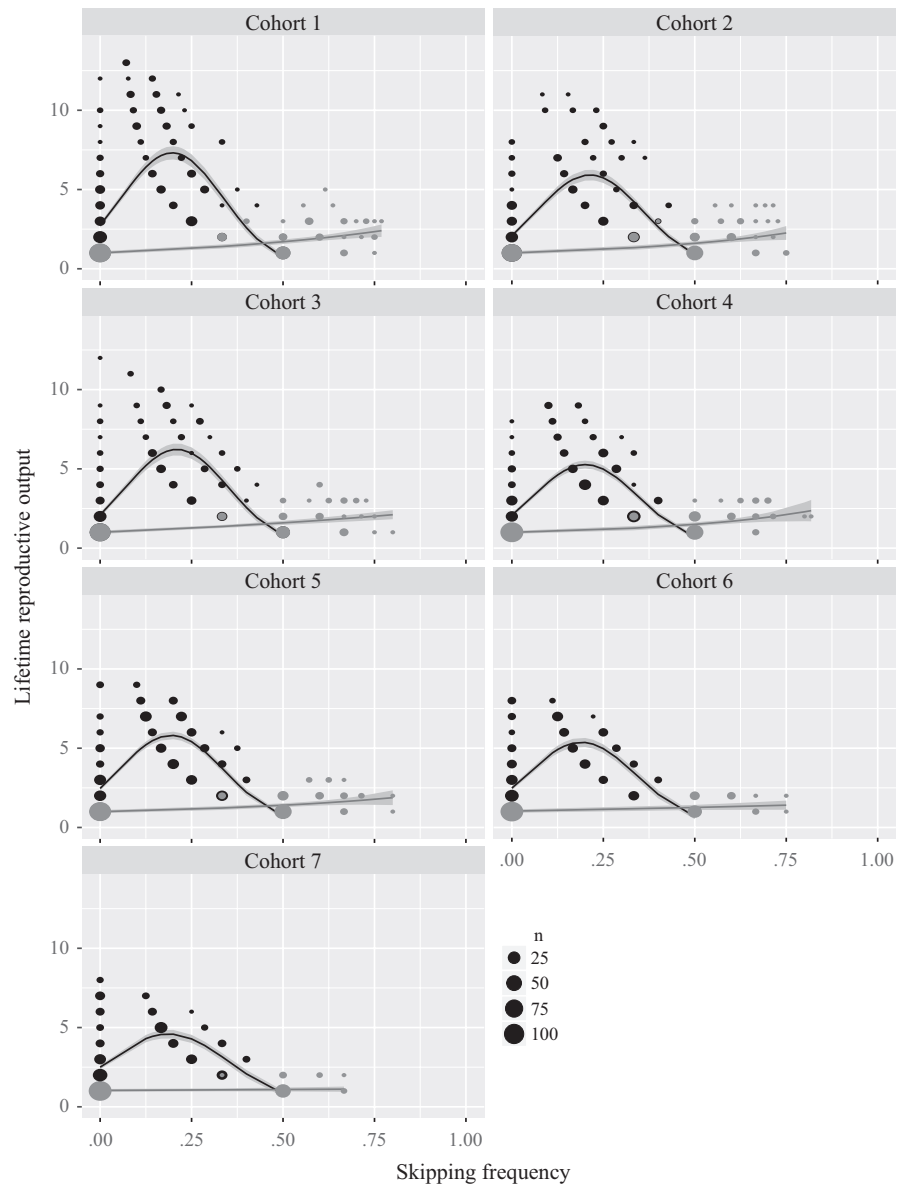 Cohort 1
Cohort 2
10
5
0
Cohort 3
Cohort 4
10
5
0
Cohort 5
Cohort 6
10
5
0
.00 .25 .50 .75 1.00
Cohort 7
10
5
0
.00 .25 .50 .75 1.00
n
25
50
75
100
Lifetime reproductive output
Skipping frequency